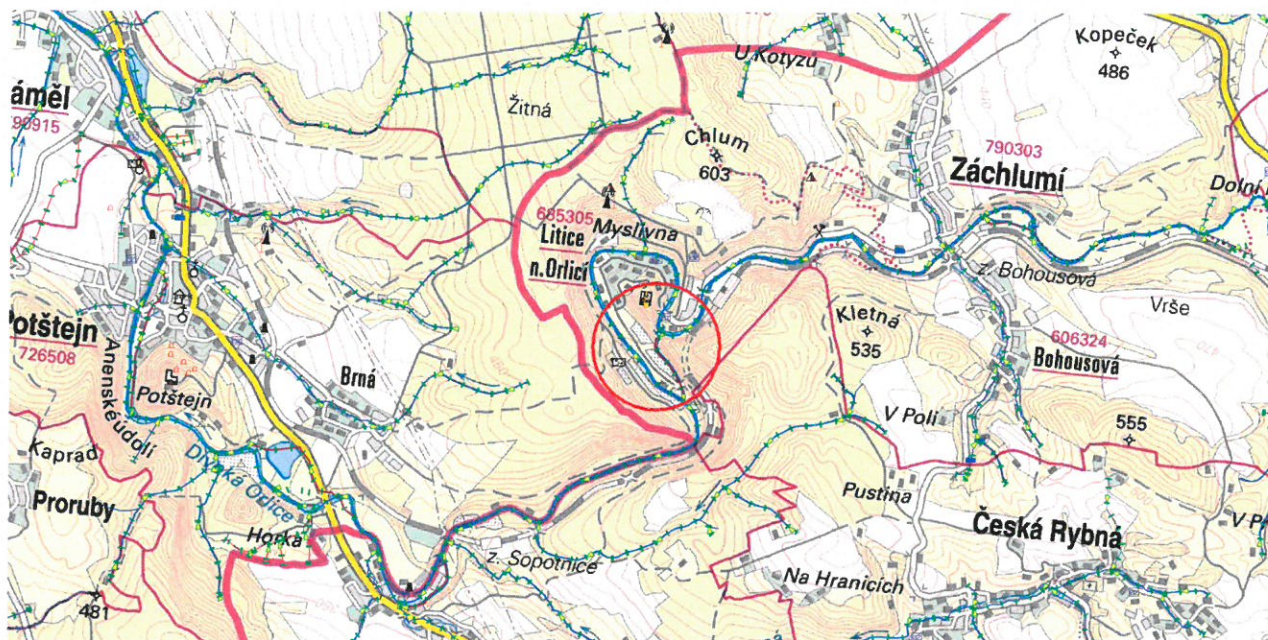 Kopeček
486
U Kotyzu
áměl
90915
Žitná
Chlum
603
790303
Záchlumí
Dolní
685305
Myslivna
Litice
n.Orlicí
z. Bohousová
Vrše
Kletná
535
606324
Bohousová
Potštejn
726508
Anenské údolí
Potštejn
Brná
V Poli
555
Kaprad
Proruby
Divoká Orlice
Pustina
Česká Rybná
Horka
z. Sopotnice
Na Hranicích
481